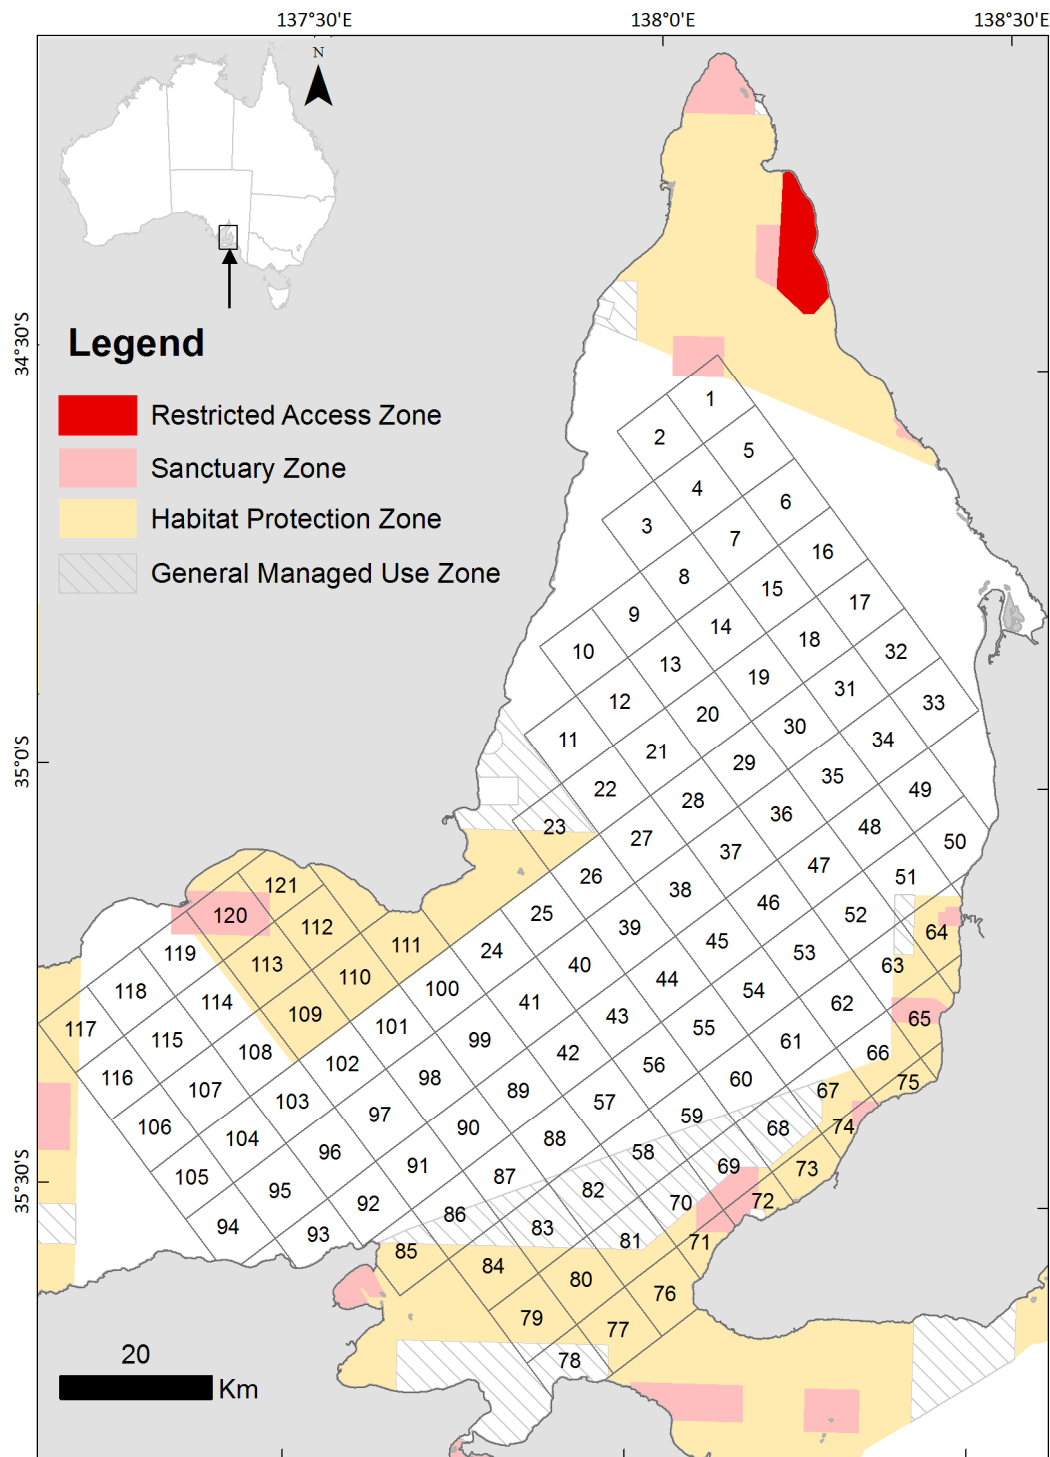 137°30'E 138°0'E 138°30'E
N
34°30'S
35°0'S
35°30'S
Legend
Restricted Access Zone
Sanctuary Zone
Habitat Protection Zone
General Managed Use Zone
1
2 5
4 6
3 7 16
8 15 17
9 14 18 32
10 13 19 31 33
12 20 30 34
11 21 29 35 49
22 28 36 48 50
23 27 37 47 51
26 38 46 52 64
121 25 39 45 53 63
120 112 111 24 40 44 54 62 65
119 113 110 100 41 43 55 61 66
118 114 109 101 99 42 56 60 67 75
117 115 108 102 98 89 57 59 68 74
116 107 103 97 90 88 58 69 73
106 104 96 91 87 82 70 72
105 95 92 86 83 81 71
94 93 85 84 80 76
79 77
78
20
Km